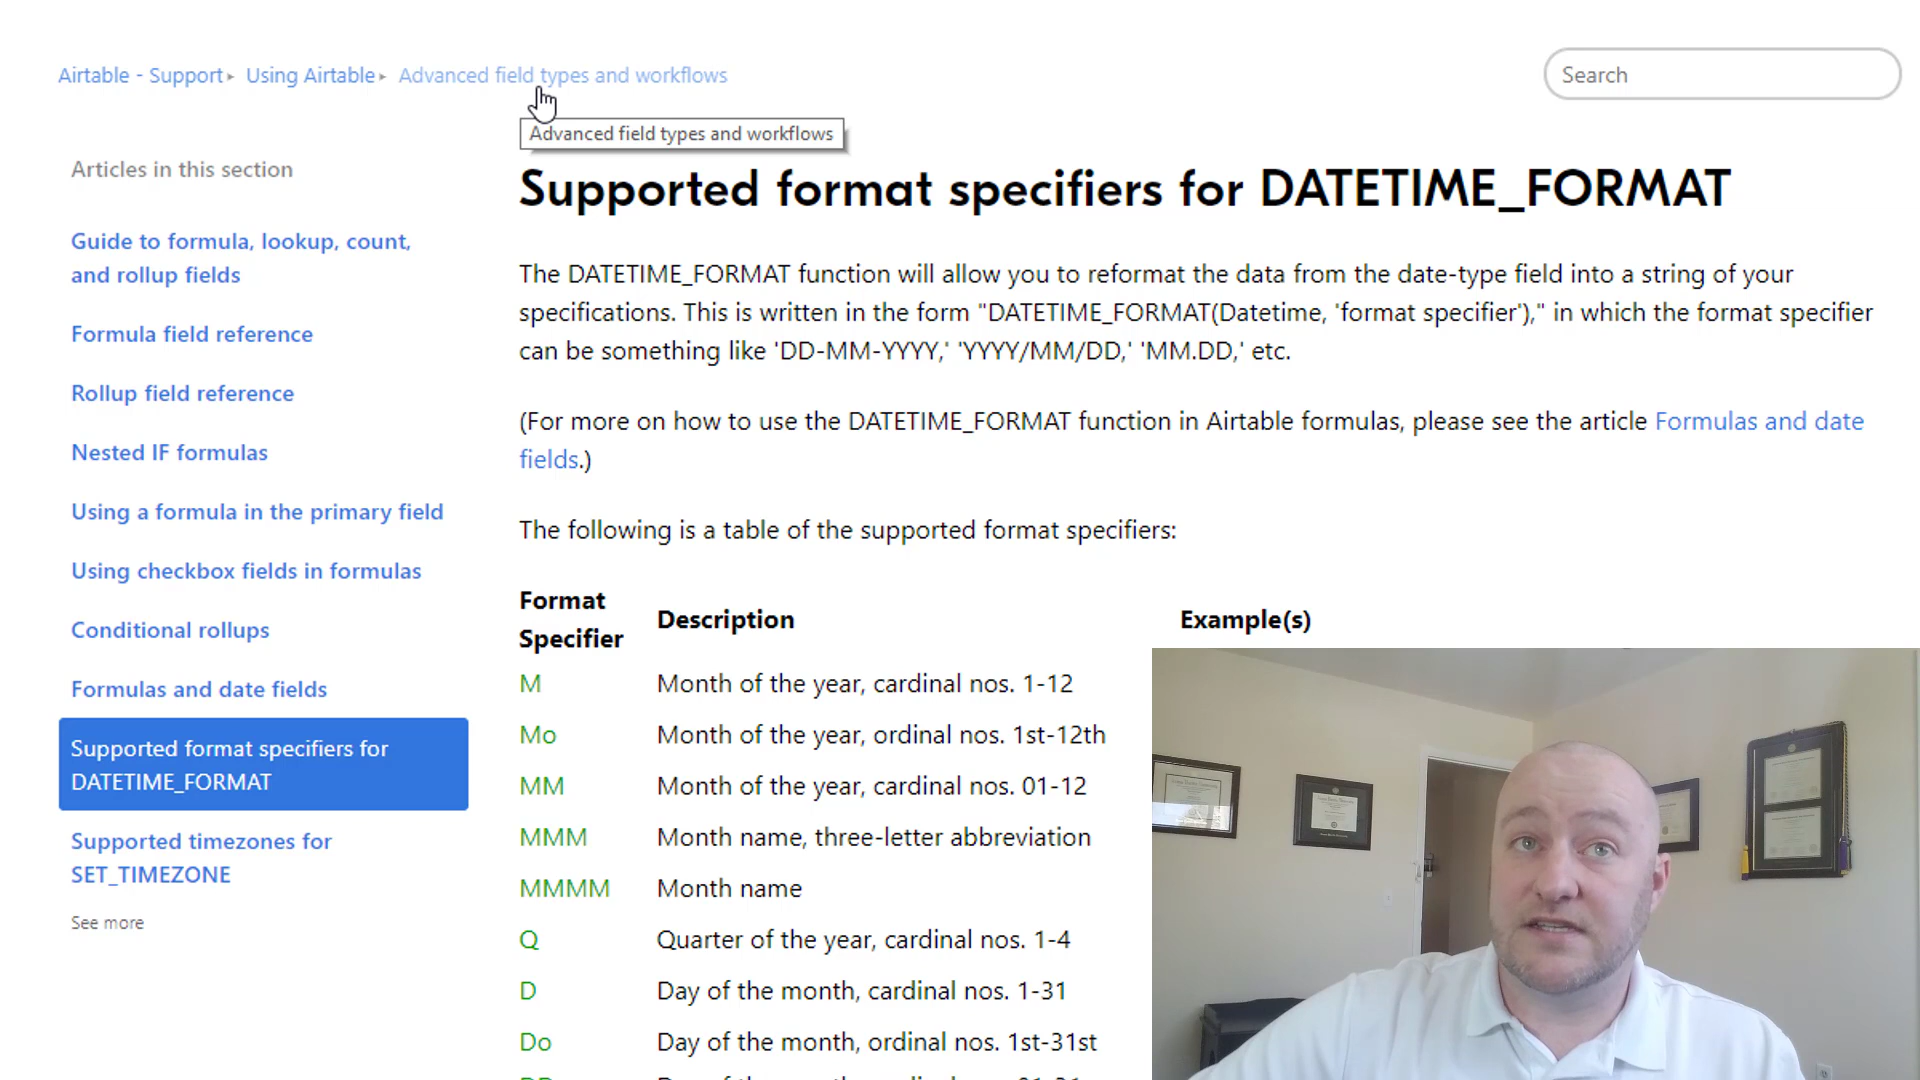 Airtable - Support ▸ Using Airtable ▸ Advanced field types and workflows
Search
Advanced field types and workflows
Articles in this section
Guide to formula, lookup, count,
and rollup fields
Formula field reference
Rollup field reference
Nested IF formulas
Using a formula in the primary field
Using checkbox fields in formulas
Conditional rollups
Formulas and date fields
Supported format specifiers for
DATETIME_FORMAT
Supported timezones for
SET_TIMEZONE
See more
Supported format specifiers for DATETIME_FORMAT
The DATETIME_FORMAT function will allow you to reformat the data from the date-type field into a string of your
specifications. This is written in the form "DATETIME_FORMAT(Datetime, 'format specifier')," in which the format specifier
can be something like 'DD-MM-YYYY,' 'YYYY/MM/DD,' 'MM.DD,' etc.
(For more on how to use the DATETIME_FORMAT function in Airtable formulas, please see the article Formulas and date
fields.)
The following is a table of the supported format specifiers:
Format
Specifier
Description
Example(s)
M Month of the year, cardinal nos. 1-12
Mo Month of the year, ordinal nos. 1st-12th
MM Month of the year, cardinal nos. 01-12
MMM Month name, three-letter abbreviation
MMMM Month name
Q Quarter of the year, cardinal nos. 1-4
D Day of the month, cardinal nos. 1-31
Do Day of the month, ordinal nos. 1st-31st